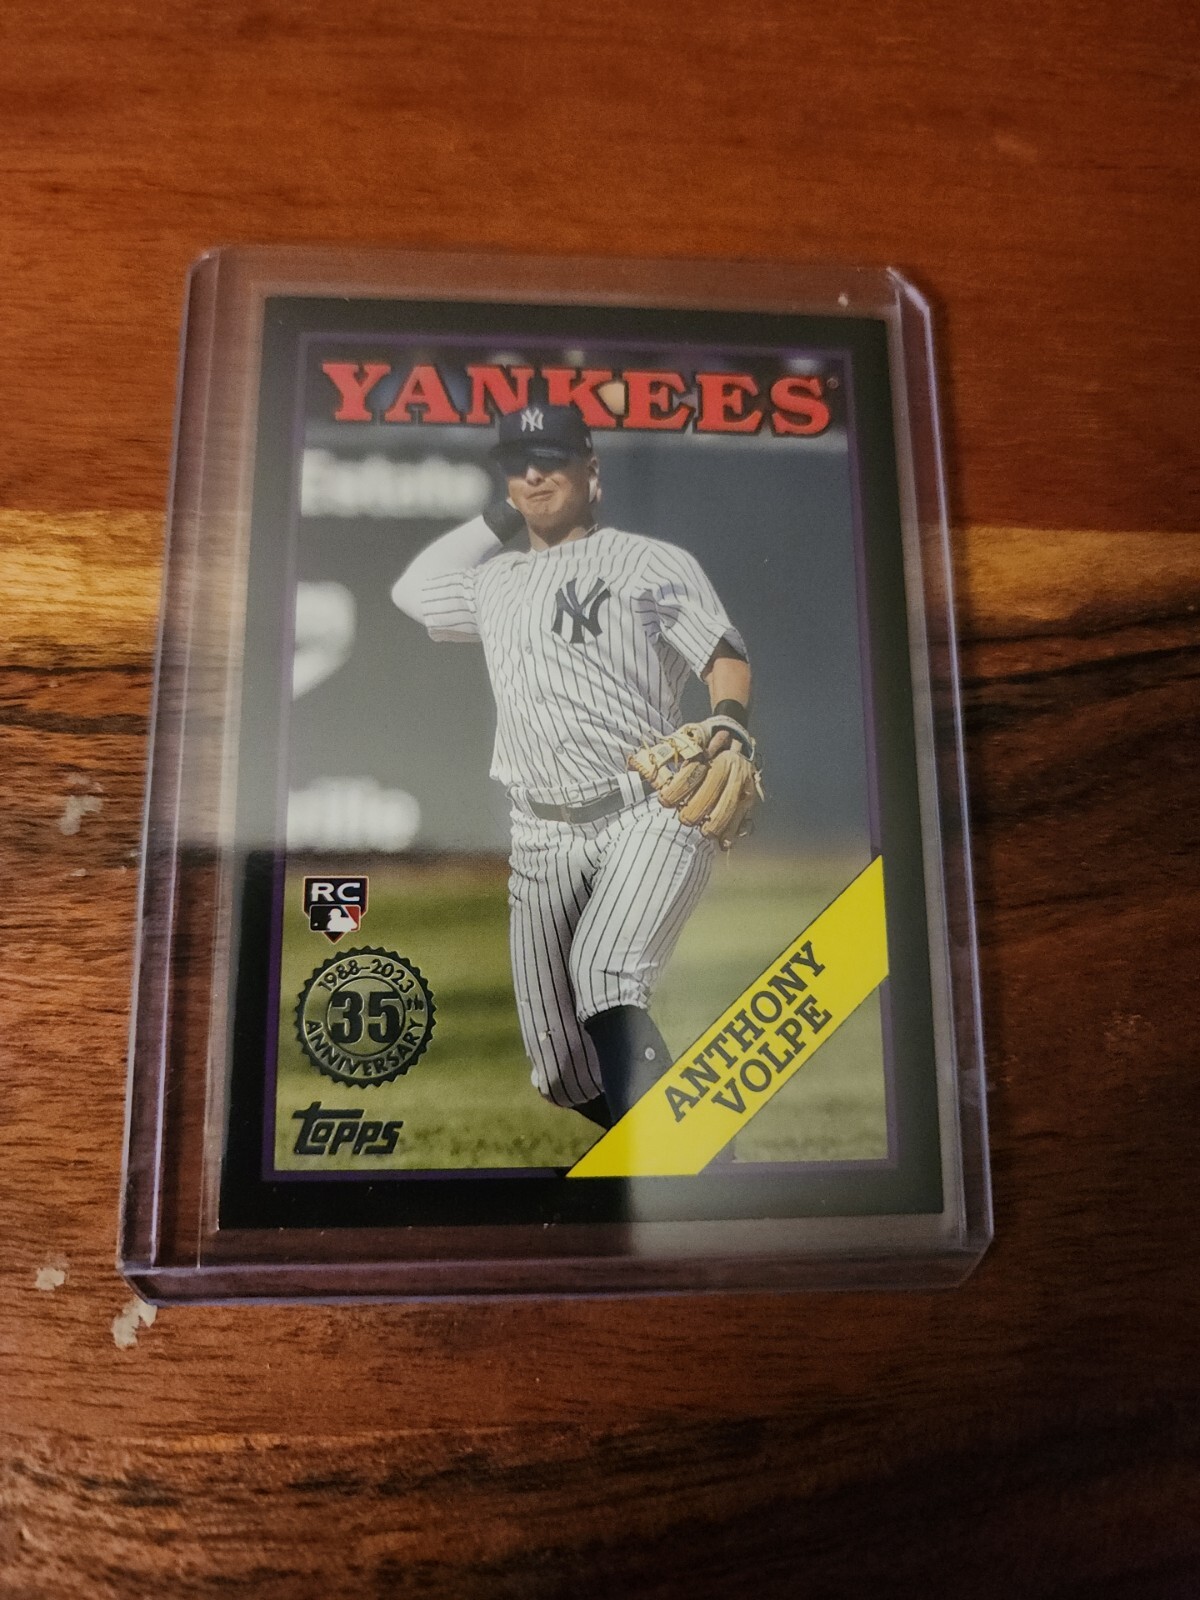 YANKEES
NY
NY
RC
1988-2023
35th
ANNIVERSARY
Topps
ANTHONY
VOLPE